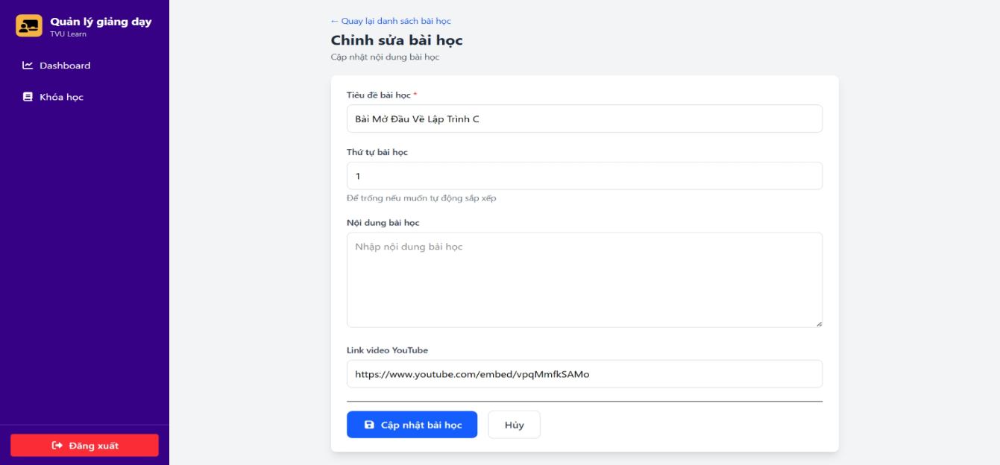 Quản lý giảng dạy
TVU Learn
Dashboard
Khóa học
Đăng xuất
← Quay lại danh sách bài học
Chỉnh sửa bài học
Cập nhật nội dung bài học
Tiêu đề bài học *
Bài Mở Đầu Về Lập Trình C
Thứ tự bài học
1
Để trống nếu muốn tự động sắp xếp
Nội dung bài học
Nhập nội dung bài học
Link video YouTube
https://www.youtube.com/embed/vpqMmfkSAMo
Cập nhật bài học
Hủy